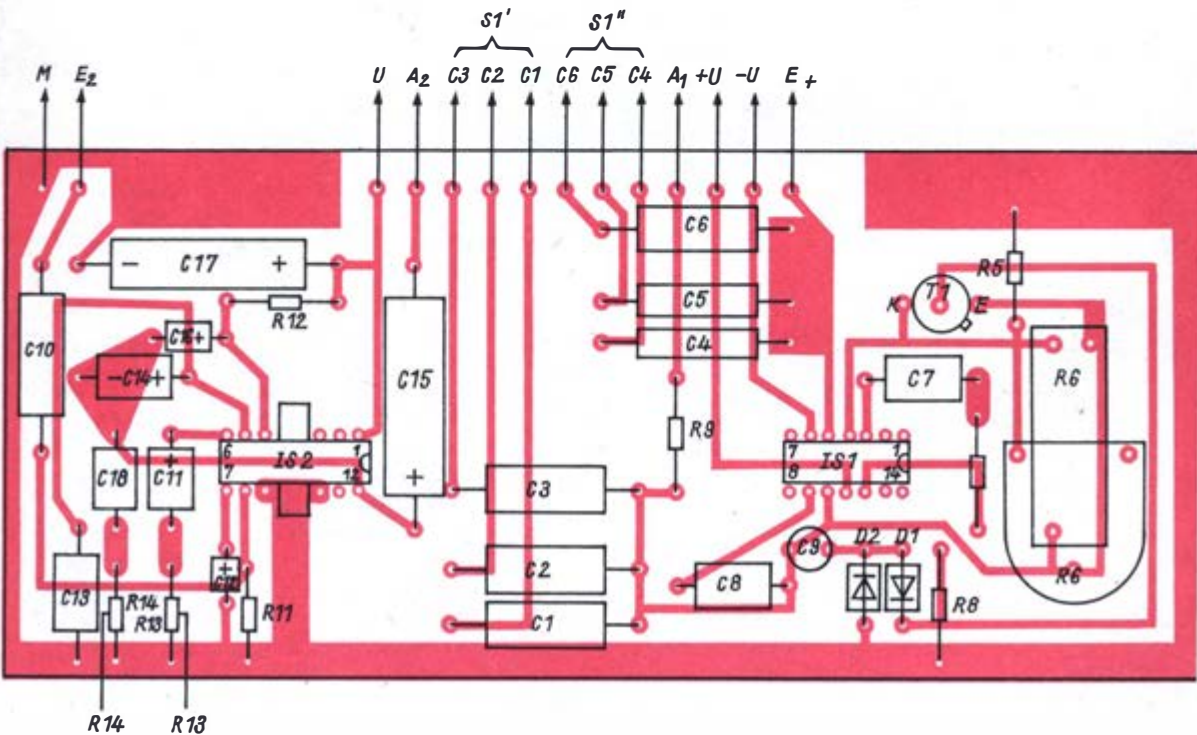 S1' S1"
M E2 U A2 C3 C2 C1 C6 C5 C4 A1 +U -U E+
C6
C17 - +
R5
T1
K E
R12
C5
C16+
C10
C4
-C14+
C15
C7
R6
R9
6 1
IS2
7 12
7 1
IS1
8 14
+
C18
C11
+
C3
C9
D2 D1
C2
C8
R6
+
C12
C13
R14
R13
R11
C1
R8
R14 R13